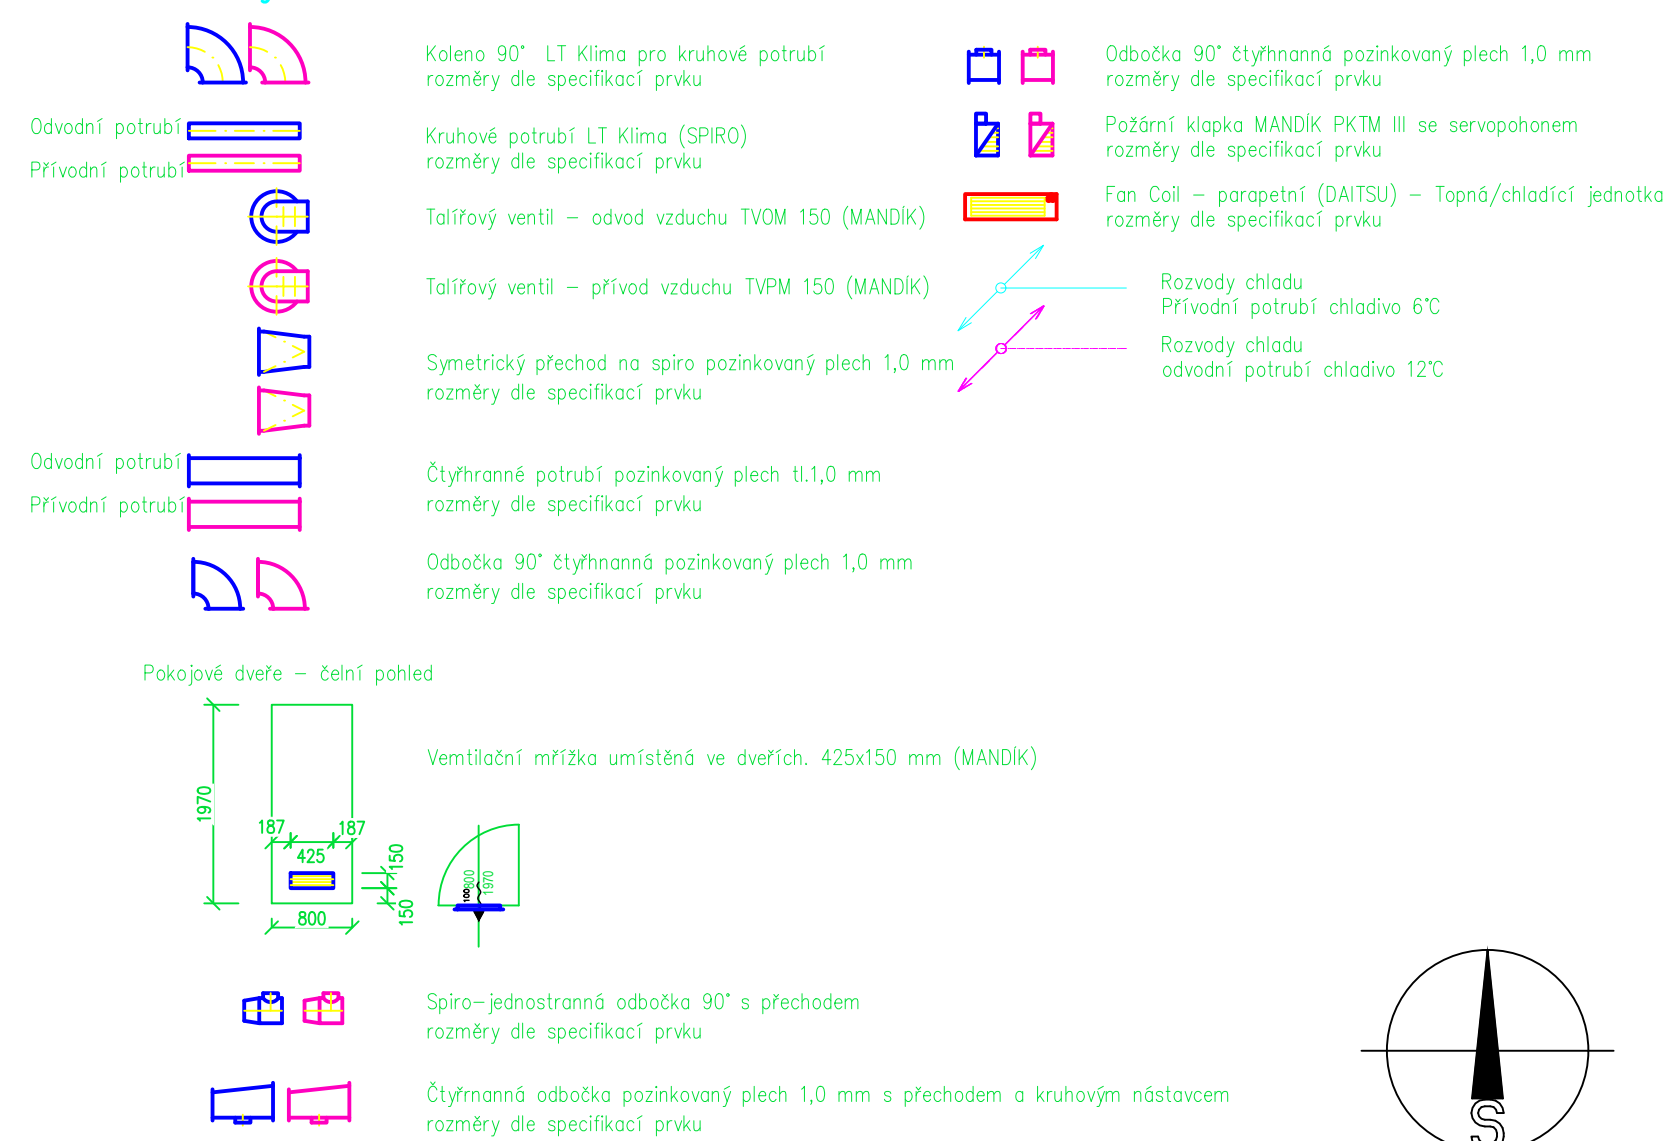 Koleno 90° LT Klima pro kruhové potrubí
rozměry dle specifikací prvku
Odvodní potrubí
Přívodní potrubí
Kruhové potrubí LT Klima (SPIRO)
rozměry dle specifikací prvku
Talířový ventil – odvod vzduchu TVOM 150 (MANDÍK)
Talířový ventil – přívod vzduchu TVPM 150 (MANDÍK)
Symetrický přechod na spiro pozinkovaný plech 1,0 mm
rozměry dle specifikací prvku
Odvodní potrubí
Přívodní potrubí
Čtyřhranné potrubí pozinkovaný plech tl.1,0 mm
rozměry dle specifikací prvku
Odbočka 90° čtyřhnanná pozinkovaný plech 1,0 mm
rozměry dle specifikací prvku
Odbočka 90° čtyřhnanná pozinkovaný plech 1,0 mm
rozměry dle specifikací prvku
Požární klapka MANDÍK PKTM III se servopohonem
rozměry dle specifikací prvku
Fan Coil – parapetní (DAITSU) – Topná/chladící jednotka
rozměry dle specifikací prvku
Rozvody chladu
Přívodní potrubí chladivo 6°C
Rozvody chladu
odvodní potrubí chladivo 12°C
Pokojové dveře – čelní pohled
Vemtilační mřížka umístěná ve dveřích. 425x150 mm (MANDÍK)
1970
187
187
425
150
150
800
100
800
1970
Spiro–jednostranná odbočka 90° s přechodem
rozměry dle specifikací prvku
Čtyřrnanná odbočka pozinkovaný plech 1,0 mm s přechodem a kruhovým nástavcem
rozměry dle specifikací prvku
S